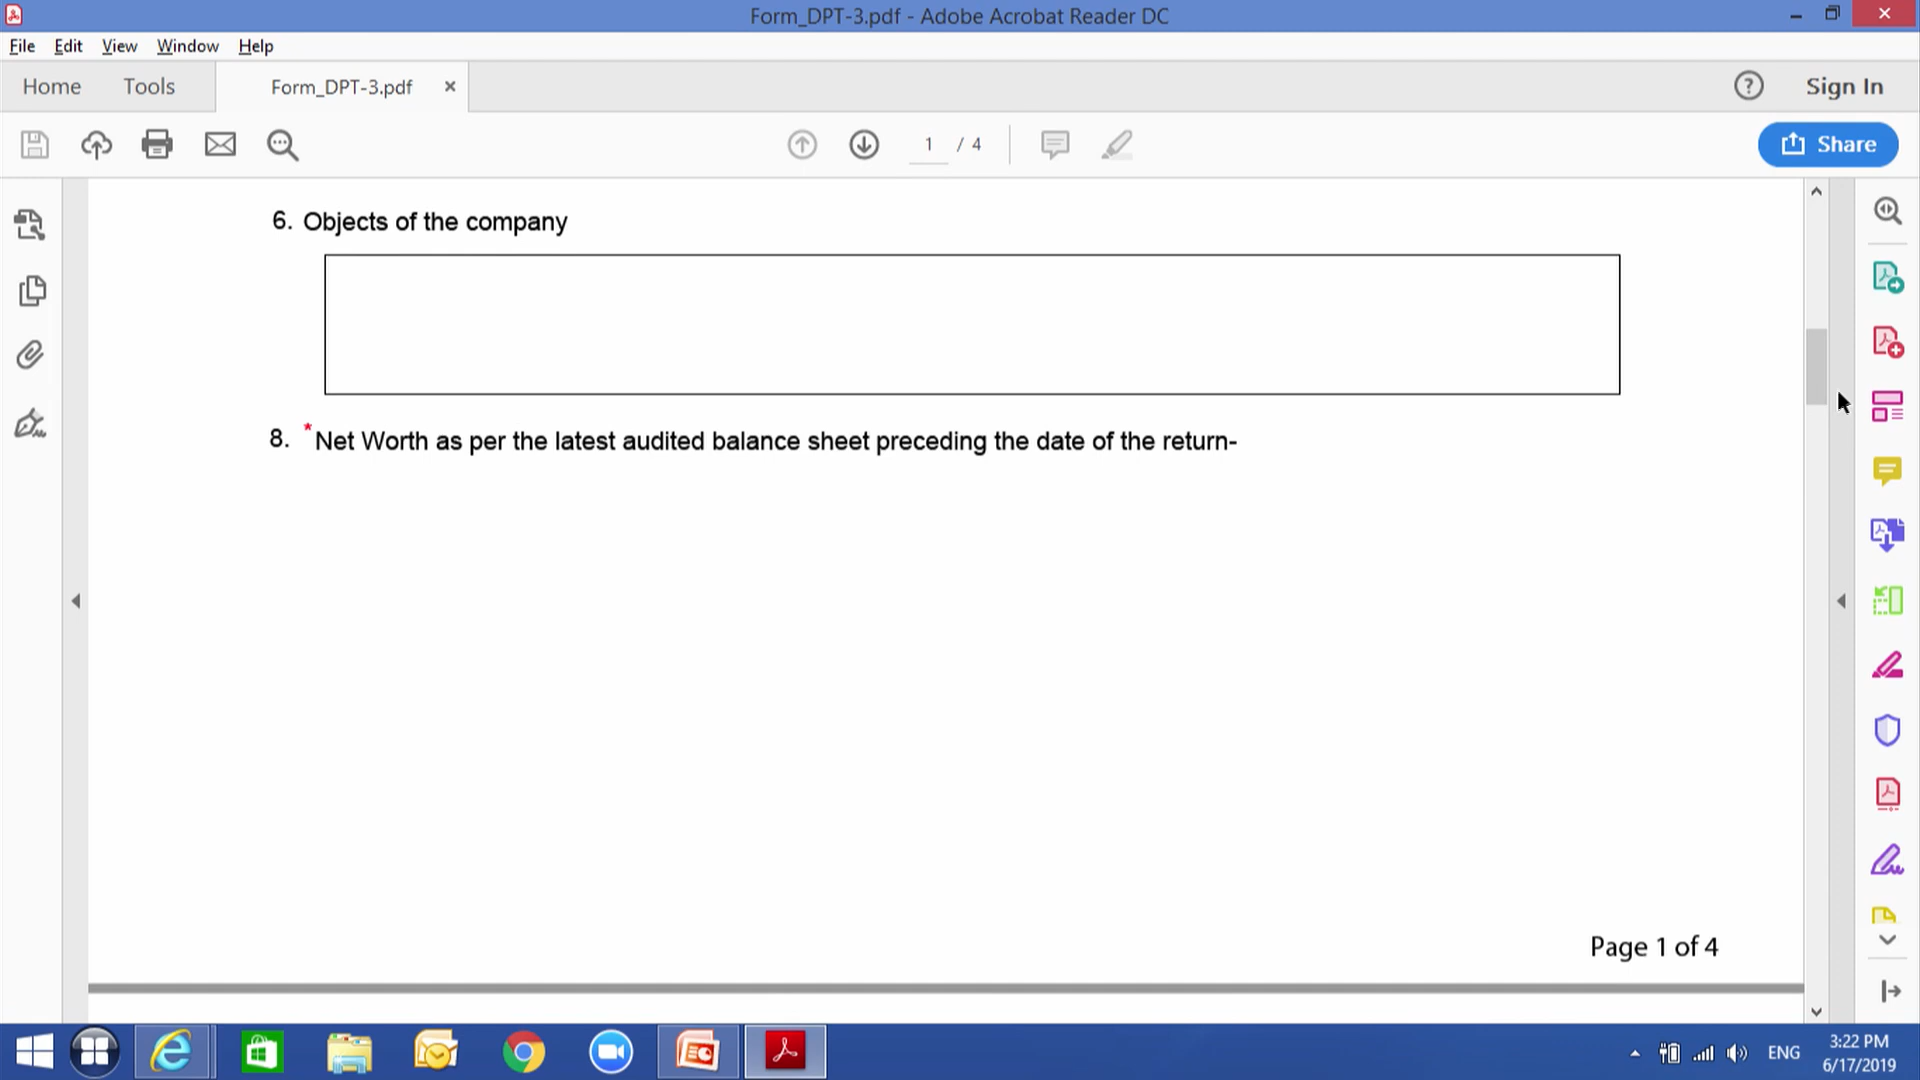 Form_DPT-3.pdf - Adobe Acrobat Reader DC
File Edit View Window Help
Home Tools Form_DPT-3.pdf × ? Sign In
1 / 4 Share
6. Objects of the company
8. *Net Worth as per the latest audited balance sheet preceding the date of the return-
Page 1 of 4
ENG 3:22 PM
6/17/2019